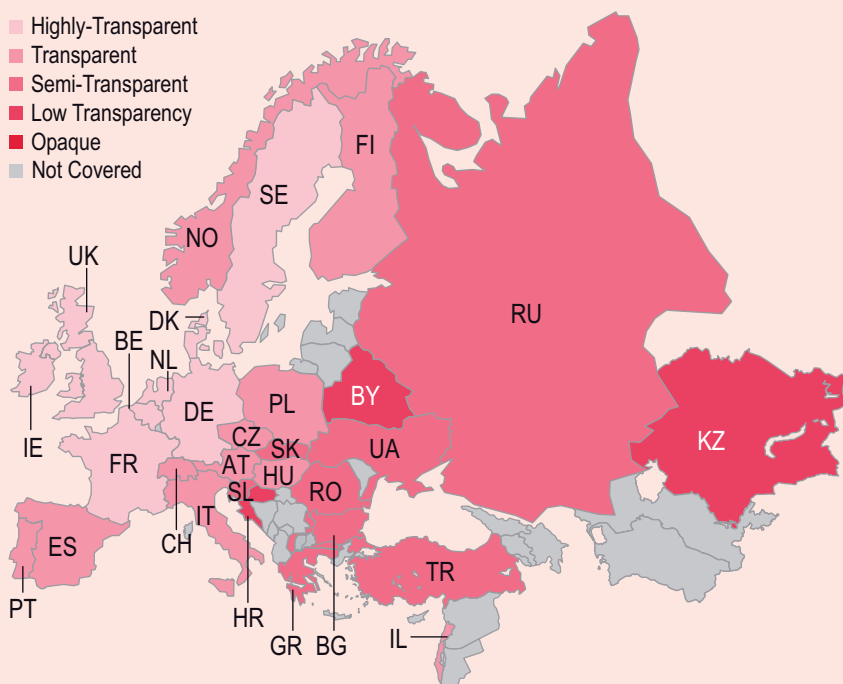 Highly-Transparent
Transparent
Semi-Transparent
Low Transparency
Opaque
Not Covered
FI
SE
NO
UK
RU
DK
BE
NL
BY
PL
DE
KZ
CZ
IE
SK
UA
FR
AT
HU
SL
RO
IT
ES
CH
TR
PT
HR
GR
BG
IL